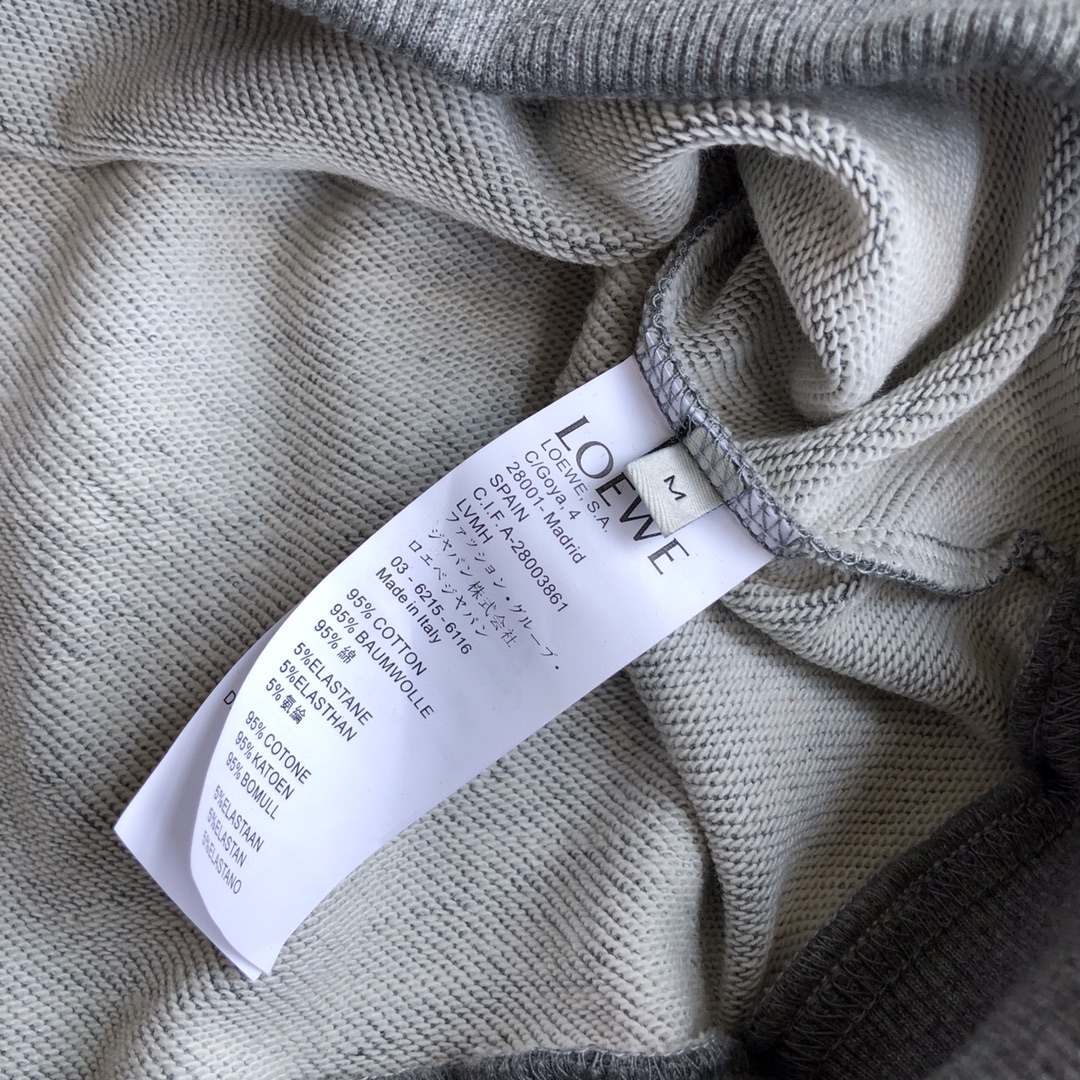 LOEWE
M
LOEWE, S.A.
C/Goya, 4
28001 - Madrid
SPAIN
C.I.F. A-28003861
LVMH
ファッション・グループ・
ジャパン株式会社
ロエベジャパン
03 - 6215 - 6116
Made in Italy
95% COTTON
95% BAUMWOLLE
95% 綿
5%ELASTANE
5%ELASTHAN
5% 氨綸
95% COTONE
95% KATOEN
95% BOMULL
5%ELASTAAN
5%ELASTAN
5%ELASTANO
D